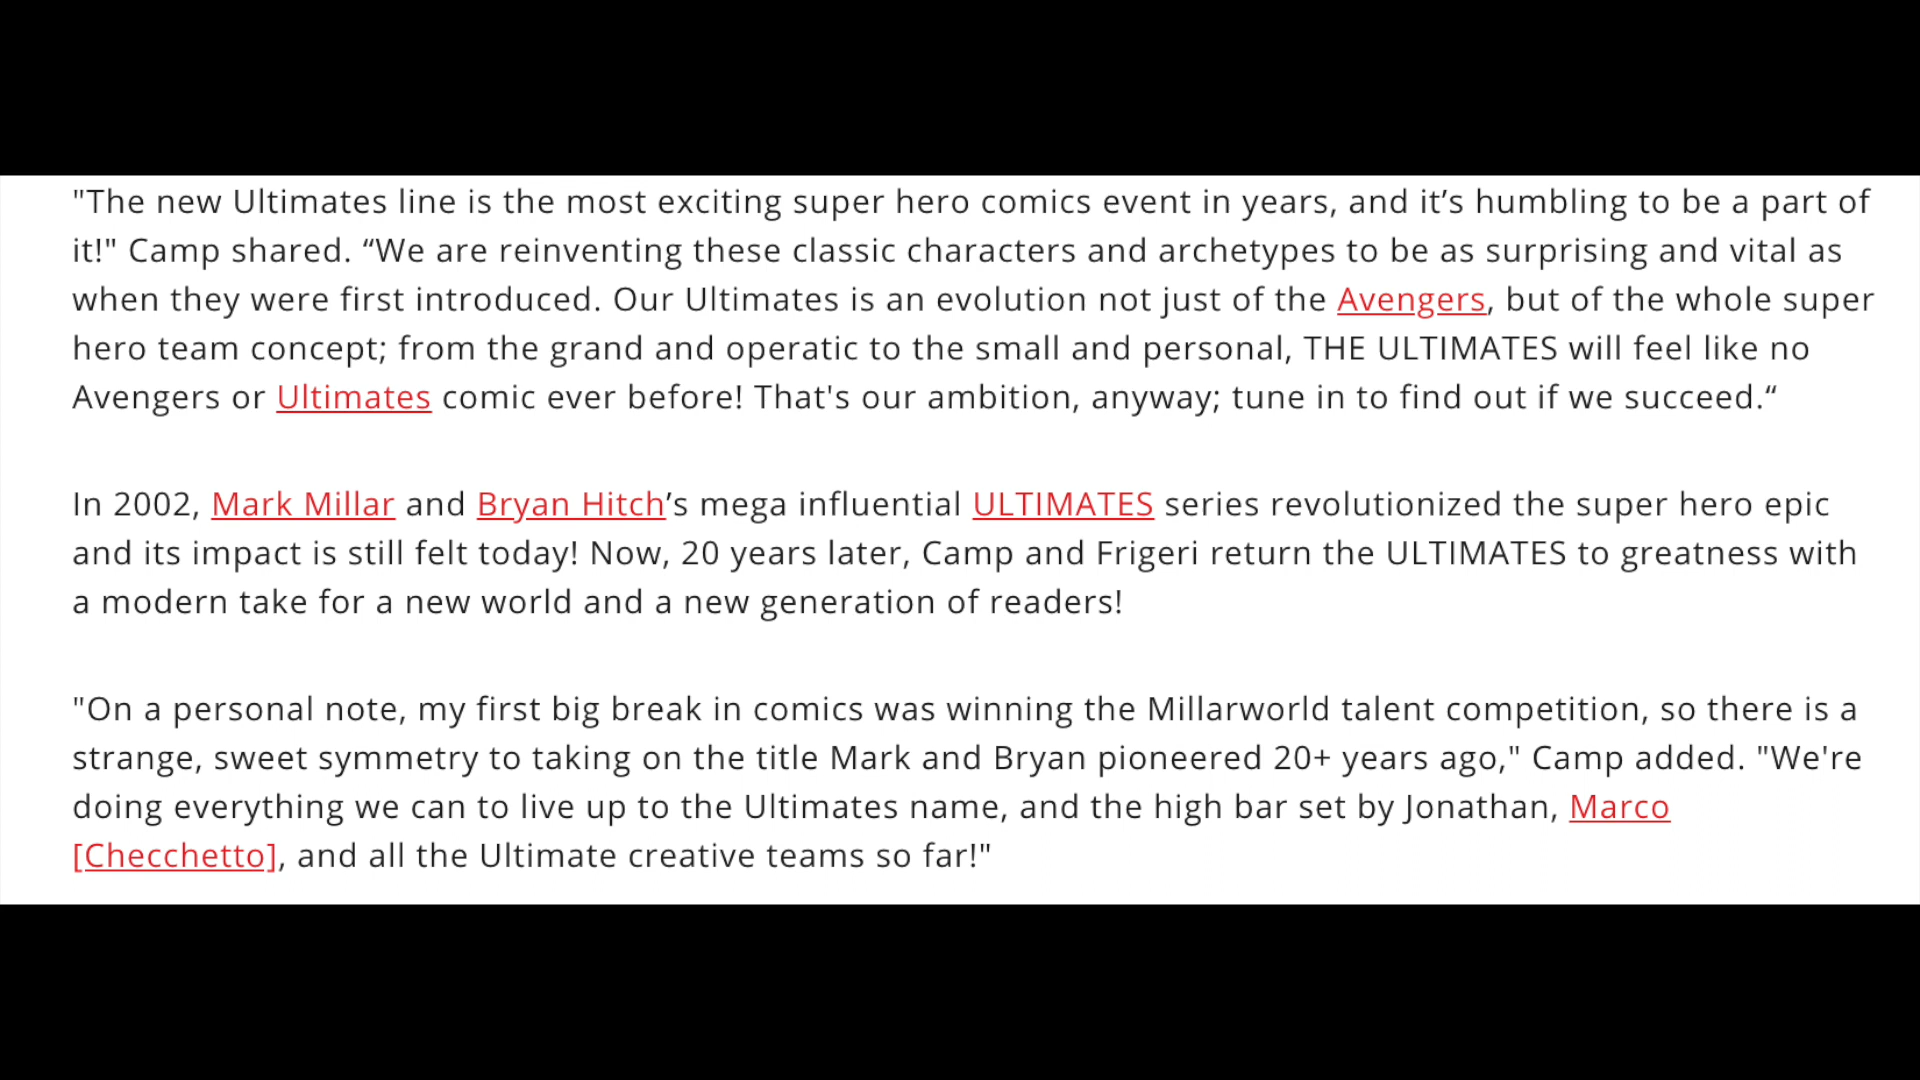 "The new Ultimates line is the most exciting super hero comics event in years, and it’s humbling to be a part of
it!" Camp shared. “We are reinventing these classic characters and archetypes to be as surprising and vital as
when they were first introduced. Our Ultimates is an evolution not just of the Avengers, but of the whole super
hero team concept; from the grand and operatic to the small and personal, THE ULTIMATES will feel like no
Avengers or Ultimates comic ever before! That's our ambition, anyway; tune in to find out if we succeed.“
In 2002, Mark Millar and Bryan Hitch’s mega influential ULTIMATES series revolutionized the super hero epic
and its impact is still felt today! Now, 20 years later, Camp and Frigeri return the ULTIMATES to greatness with
a modern take for a new world and a new generation of readers!
"On a personal note, my first big break in comics was winning the Millarworld talent competition, so there is a
strange, sweet symmetry to taking on the title Mark and Bryan pioneered 20+ years ago," Camp added. "We're
doing everything we can to live up to the Ultimates name, and the high bar set by Jonathan, Marco
[Checchetto], and all the Ultimate creative teams so far!"